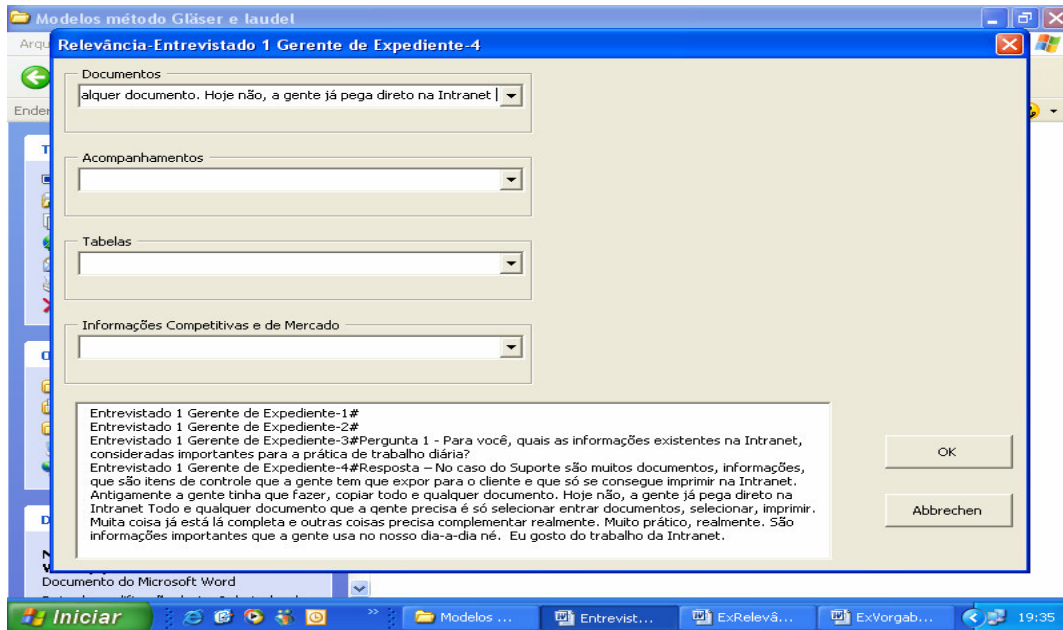 Modelos método Gläser e laudel
Arqu
Relevância-Entrevistado 1 Gerente de Expediente-4
Documentos
alquer documento. Hoje não, a gente já pega direto na Intranet
Ender
Acompanhamentos
Tabelas
Informações Competitivas e de Mercado
Entrevistado 1 Gerente de Expediente-1#
Entrevistado 1 Gerente de Expediente-2#
Entrevistado 1 Gerente de Expediente-3#Pergunta 1 - Para você, quais as informações existentes na Intranet,
consideradas importantes para a prática de trabalho diária?
Entrevistado 1 Gerente de Expediente-4#Resposta – No caso do Suporte são muitos documentos, informações,
que são itens de controle que a gente tem que expor para o cliente e que só se consegue imprimir na Intranet.
Antigamente a gente tinha que fazer, copiar todo e qualquer documento. Hoje não, a gente já pega direto na
Intranet Todo e qualquer documento que a gente precisa é só selecionar entrar documentos, selecionar, imprimir.
Muita coisa já está lá completa e outras coisas precisa complementar realmente. Muito prático, realmente. São
informações importantes que a gente usa no nosso dia-a-dia né.  Eu gosto do trabalho da Intranet.
OK
Abbrechen
Documento do Microsoft Word
Iniciar
»
Modelos ...
Entrevist...
ExRelevâ...
ExVorgab...
19:35